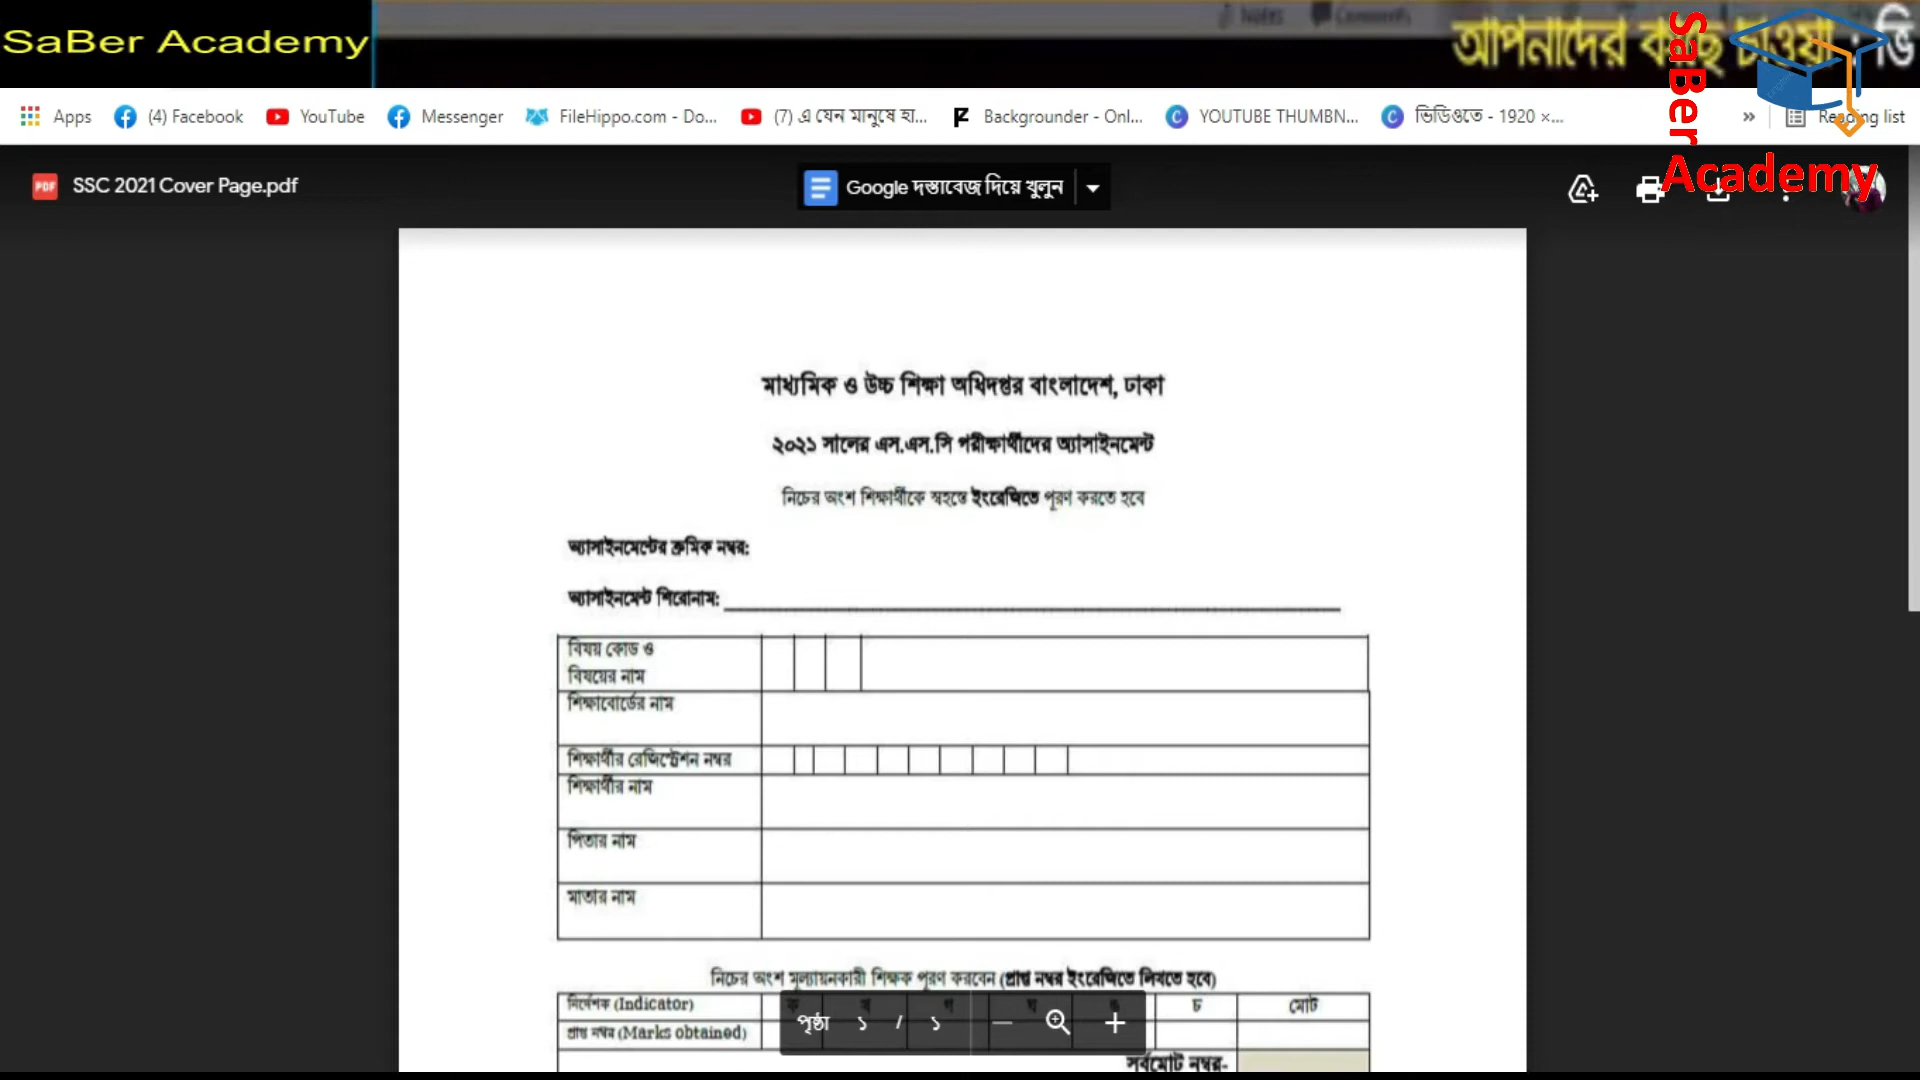 SaBer Academy
Notes Comments
আপনাদের কাছে চাওয়া : ভি
SaBer
Academy
Apps (4) Facebook YouTube Messenger FileHippo.com - Do... (7) এ যেন মানুষে হা... Backgrounder - Onl... YOUTUBE THUMBN... ভিডিওতে - 1920 ×... » Reading list
PDF SSC 2021 Cover Page.pdf
Google দস্তাবেজ দিয়ে খুলুন
মাধ্যমিক ও উচ্চ শিক্ষা অধিদপ্তর বাংলাদেশ, ঢাকা
২০২১ সালের এস.এস.সি পরীক্ষার্থীদের অ্যাসাইনমেন্ট
নিচের অংশ শিক্ষার্থীকে স্বহস্তে ইংরেজিতে পূরণ করতে হবে
অ্যাসাইনমেন্টের ক্রমিক নম্বর:
অ্যাসাইনমেন্ট শিরোনাম:
বিষয় কোড ও
বিষয়ের নাম
শিক্ষাবোর্ডের নাম
শিক্ষার্থীর রেজিস্ট্রেশন নম্বর
শিক্ষার্থীর নাম
পিতার নাম
মাতার নাম
নিচের অংশ মূল্যায়নকারী শিক্ষক পূরণ করবেন (প্রাপ্ত নম্বর ইংরেজিতে লিখতে হবে)
নির্দেশক (Indicator) ক খ গ ঘ ঙ চ মোট
প্রাপ্ত নম্বর (Marks obtained)
পৃষ্ঠা ১ / ১
সর্বমোট নম্বর-